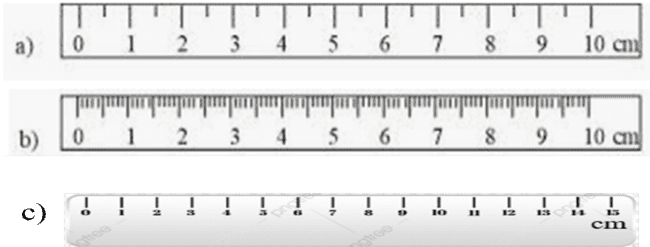 a) 0 1 2 3 4 5 6 7 8 9 10 cm
b) 0 1 2 3 4 5 6 7 8 9 10 cm
c) 0 1 2 3 4 5 6 7 8 9 10 11 12 13 14 15
cm
pngtree
pngtree